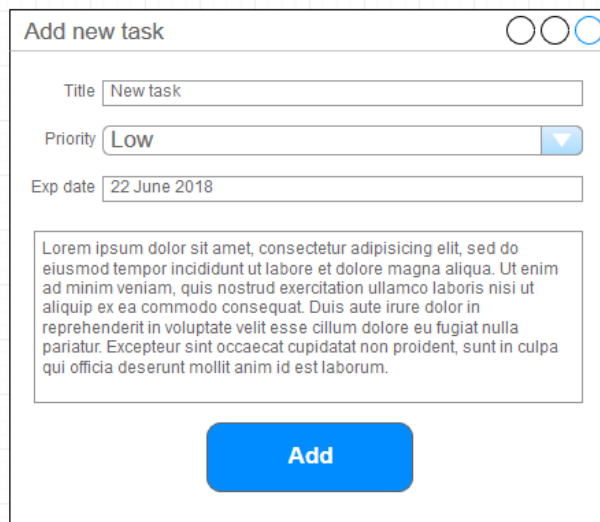 Add new task
Title New task
Priority Low
Exp date 22 June 2018
Lorem ipsum dolor sit amet, consectetur adipisicing elit, sed do
eiusmod tempor incididunt ut labore et dolore magna aliqua. Ut enim
ad minim veniam, quis nostrud exercitation ullamco laboris nisi ut
aliquip ex ea commodo consequat. Duis aute irure dolor in
reprehenderit in voluptate velit esse cillum dolore eu fugiat nulla
pariatur. Excepteur sint occaecat cupidatat non proident, sunt in culpa
qui officia deserunt mollit anim id est laborum.
Add